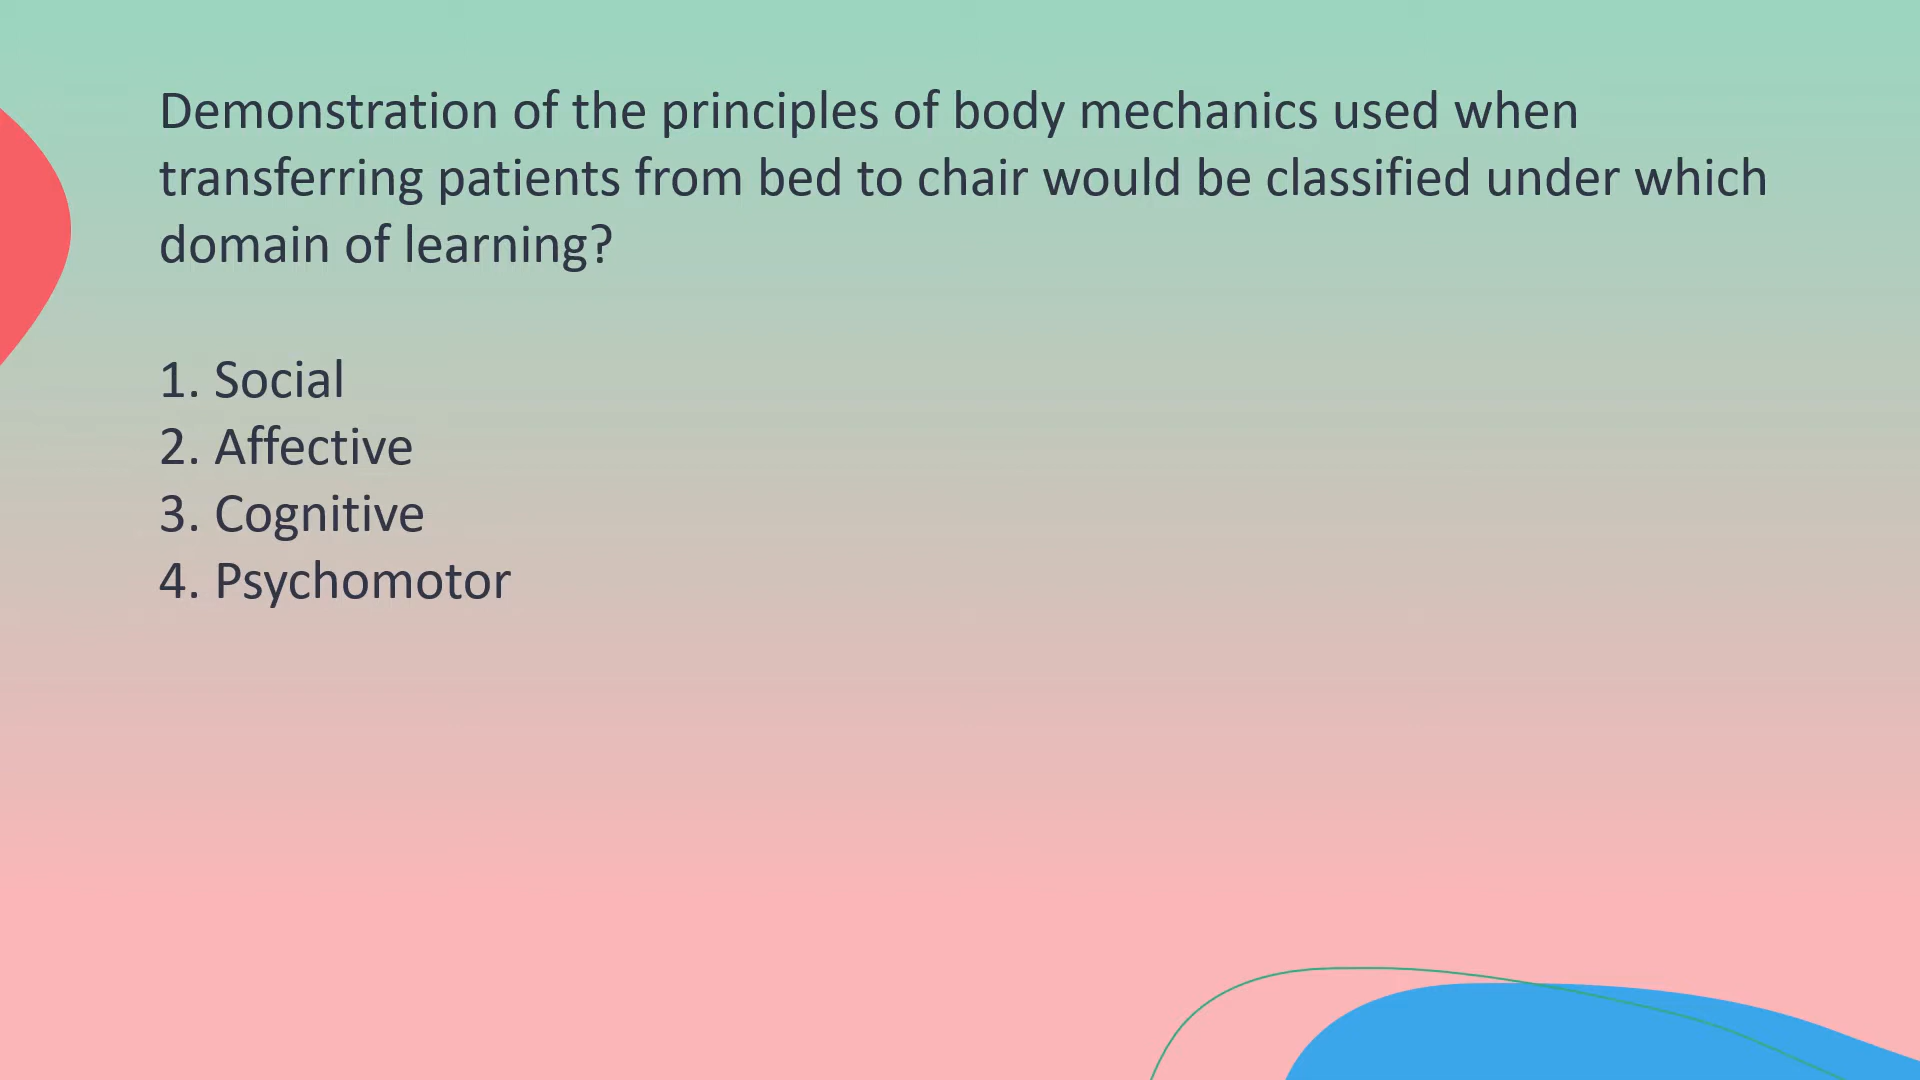 Demonstration of the principles of body mechanics used when
transferring patients from bed to chair would be classified under which
domain of learning?
1. Social
2. Affective
3. Cognitive
4. Psychomotor